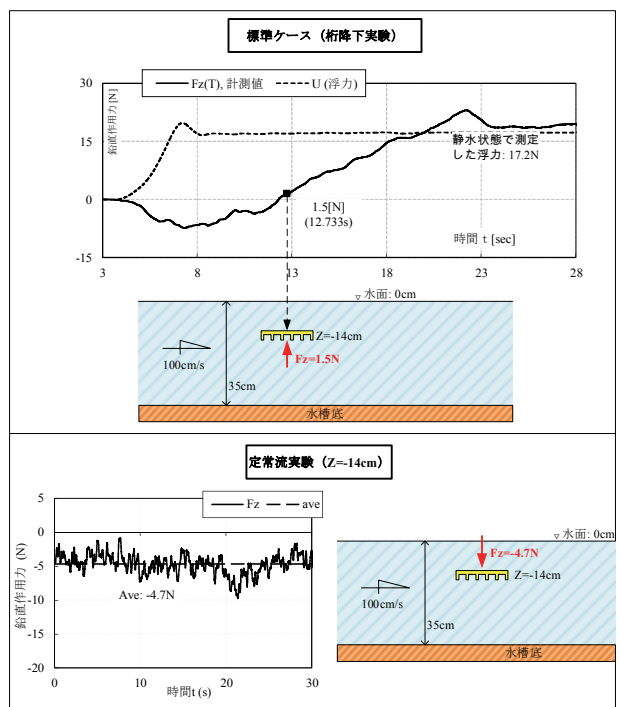 標準ケース（桁降下実験）
30
15
0
-15
鉛直作用力[N]
Fz(T), 計測値
U (浮力)
静水状態で測定
した浮力: 17.2N
1.5[N]
(12.733s)
時間 t [sec]
3
8
13
18
23
28
▽水面: 0cm
Z=-14cm
Fz=1.5N
100cm/s
35cm
水槽底
定常流実験（Z=-14cm）
Fz
ave
5
0
-5
-10
-15
-20
鉛直作用力 (N)
Ave: -4.7N
0
10
20
30
時間t (s)
▽水面: 0cm
Fz=-4.7N
Z=-14cm
100cm/s
35cm
水槽底